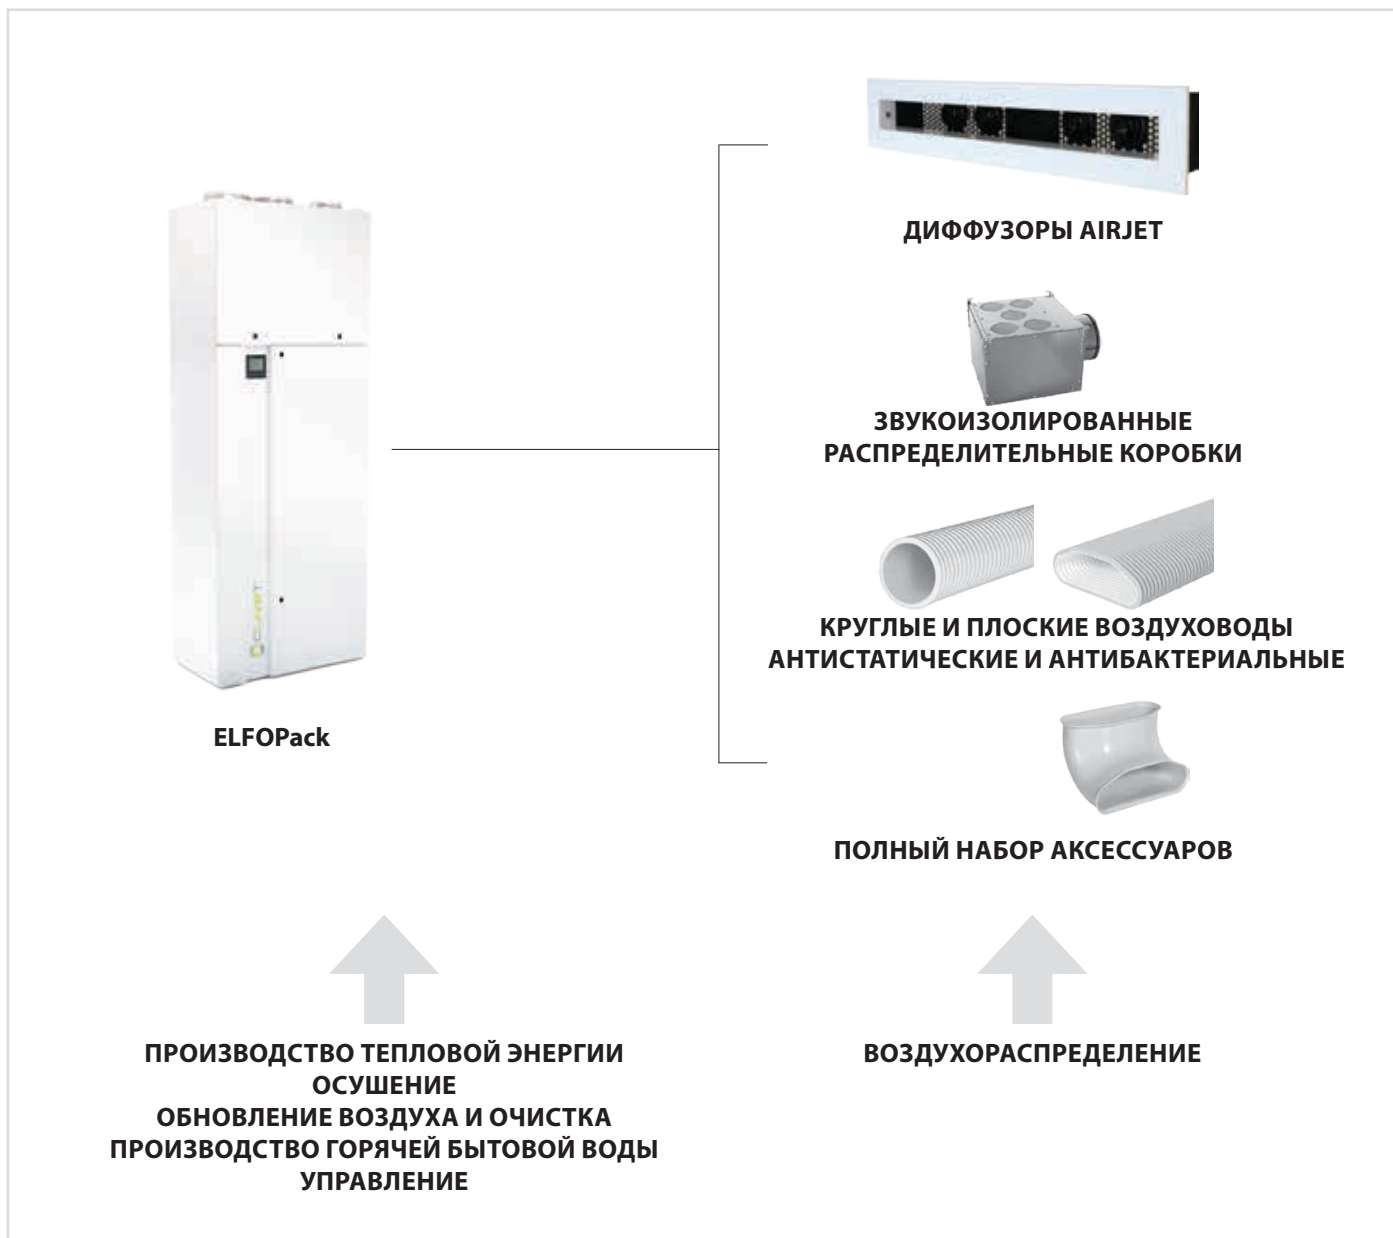 ДИФФУЗОРЫ AIRJET
ЗВУКОИЗОЛИРОВАННЫЕ
РАСПРЕДЕЛИТЕЛЬНЫЕ КОРОБКИ
КРУГЛЫЕ И ПЛОСКИЕ ВОЗДУХОВОДЫ
АНТИСТАТИЧЕСКИЕ И АНТИБАКТЕРИАЛЬНЫЕ
ELFOPack
ПОЛНЫЙ НАБОР АКСЕССУАРОВ
ПРОИЗВОДСТВО ТЕПЛОВОЙ ЭНЕРГИИ
ОСУШЕНИЕ
ОБНОВЛЕНИЕ ВОЗДУХА И ОЧИСТКА
ПРОИЗВОДСТВО ГОРЯЧЕЙ БЫТОВОЙ ВОДЫ
УПРАВЛЕНИЕ
ВОЗДУХОРАСПРЕДЕЛЕНИЕ